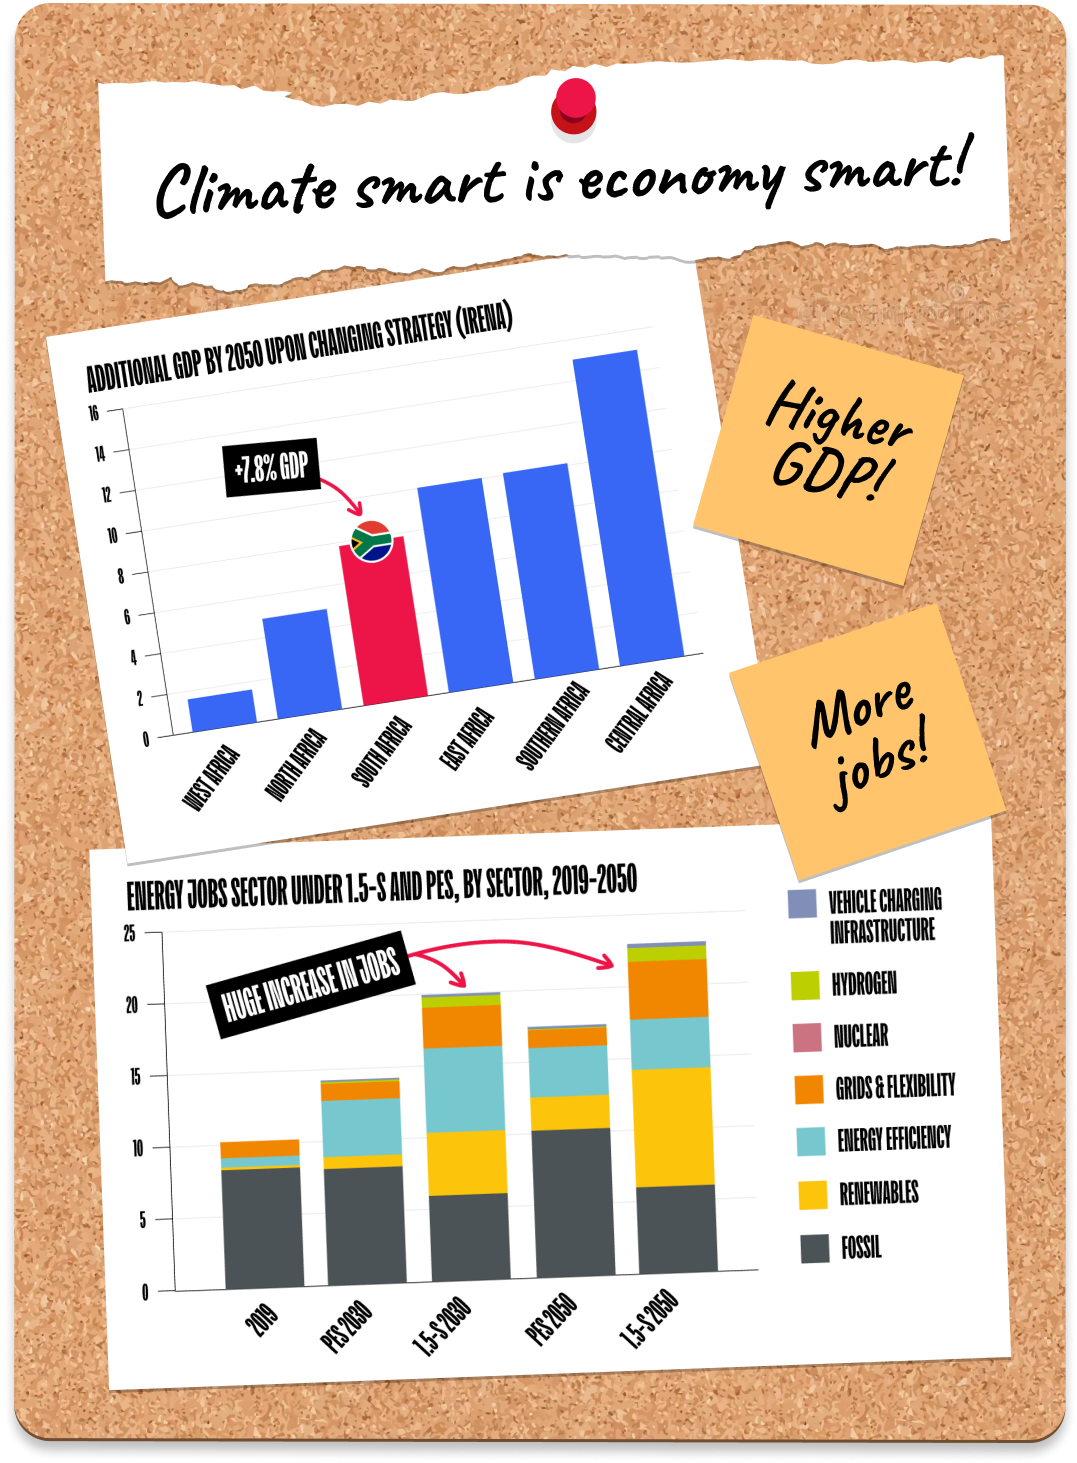 Climate smart is economy smart!
ADDITIONAL GDP BY 2050 UPON CHANGING STRATEGY (IRENA)
16
14
12
10
8
6
4
2
0
+7.8% GDP
WEST AFRICA
NORTH AFRICA
SOUTH AFRICA
EAST AFRICA
SOUTHERN AFRICA
CENTRAL AFRICA
Higher
GDP!
More
jobs!
ENERGY JOBS SECTOR UNDER 1.5-S AND PES, BY SECTOR, 2019-2050
25
20
15
10
5
0
HUGE INCREASE IN JOBS
2019
PES 2030
1.5-S 2030
PES 2050
1.5-S 2050
VEHICLE CHARGING
INFRASTRUCTURE
HYDROGEN
NUCLEAR
GRIDS & FLEXIBILITY
ENERGY EFFICIENCY
RENEWABLES
FOSSIL